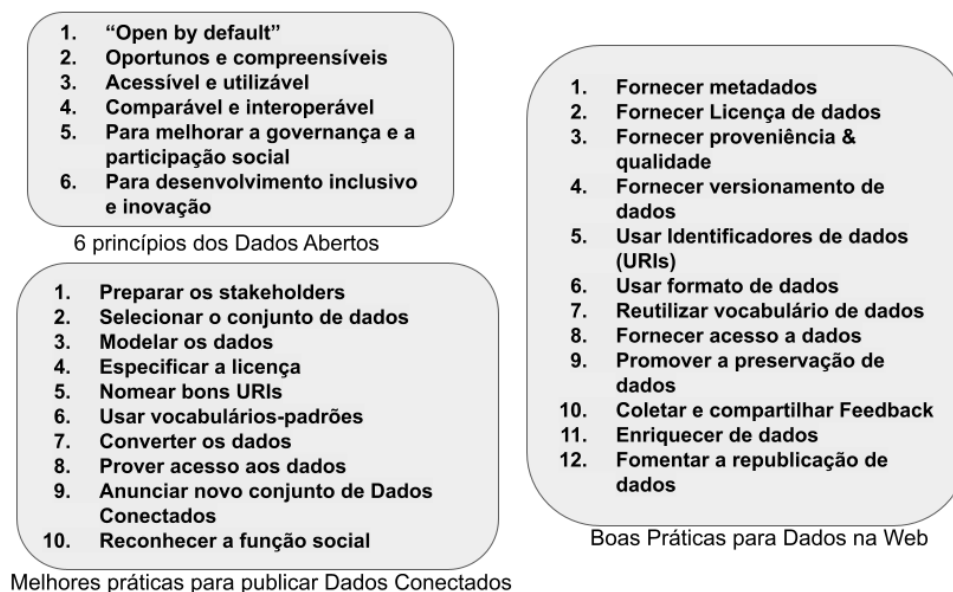 1. “Open by default”
2. Oportunos e compreensíveis
3. Acessível e utilizável
4. Comparável e interoperável
5. Para melhorar a governança e a
participação social
6. Para desenvolvimento inclusivo
e inovação
6 princípios dos Dados Abertos
1. Preparar os stakeholders
2. Selecionar o conjunto de dados
3. Modelar os dados
4. Especificar a licença
5. Nomear bons URIs
6. Usar vocabulários-padrões
7. Converter os dados
8. Prover acesso aos dados
9. Anunciar novo conjunto de Dados
Conectados
10. Reconhecer a função social
Melhores práticas para publicar Dados Conectados
1. Fornecer metadados
2. Fornecer Licença de dados
3. Fornecer proveniência &
qualidade
4. Fornecer versionamento de
dados
5. Usar Identificadores de dados
(URIs)
6. Usar formato de dados
7. Reutilizar vocabulário de dados
8. Fornecer acesso a dados
9. Promover a preservação de
dados
10. Coletar e compartilhar Feedback
11. Enriquecer de dados
12. Fomentar a republicação de
dados
Boas Práticas para Dados na Web